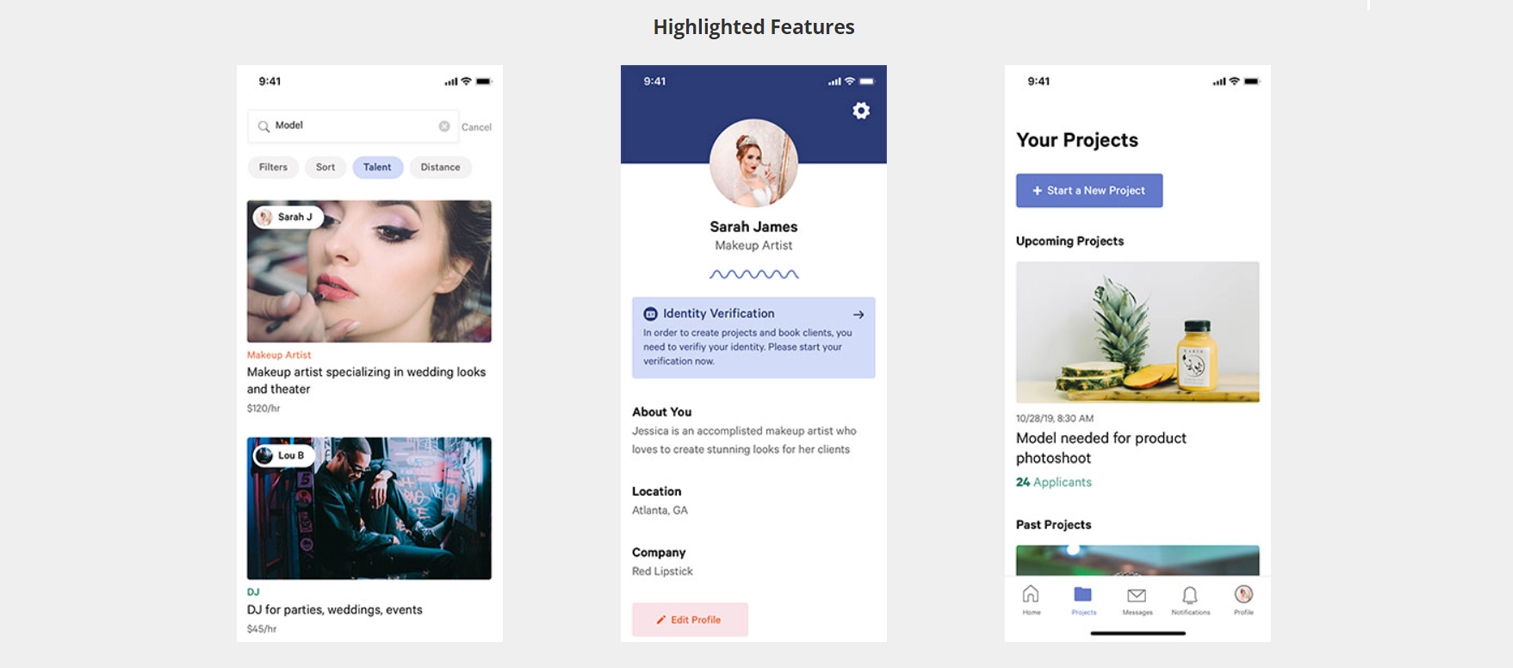 Highlighted Features
9:41
Model
Cancel
Filters
Sort
Talent
Distance
Sarah J
Makeup Artist
Makeup artist specializing in wedding looks
and theater
$120/hr
Lou B
DJ
DJ for parties, weddings, events
$45/hr
9:41
Sarah James
Makeup Artist
Identity Verification
In order to create projects and book clients, you
need to verifiy your identity. Please start your
verification now.
About You
Jessica is an accomplisted makeup artist who
loves to create stunning looks for her clients
Location
Atlanta, GA
Company
Red Lipstick
Edit Profile
9:41
Your Projects
+ Start a New Project
Upcoming Projects
10/28/19, 8:30 AM
Model needed for product
photoshoot
24 Applicants
Past Projects
Home
Projects
Messages
Notifications
Profile